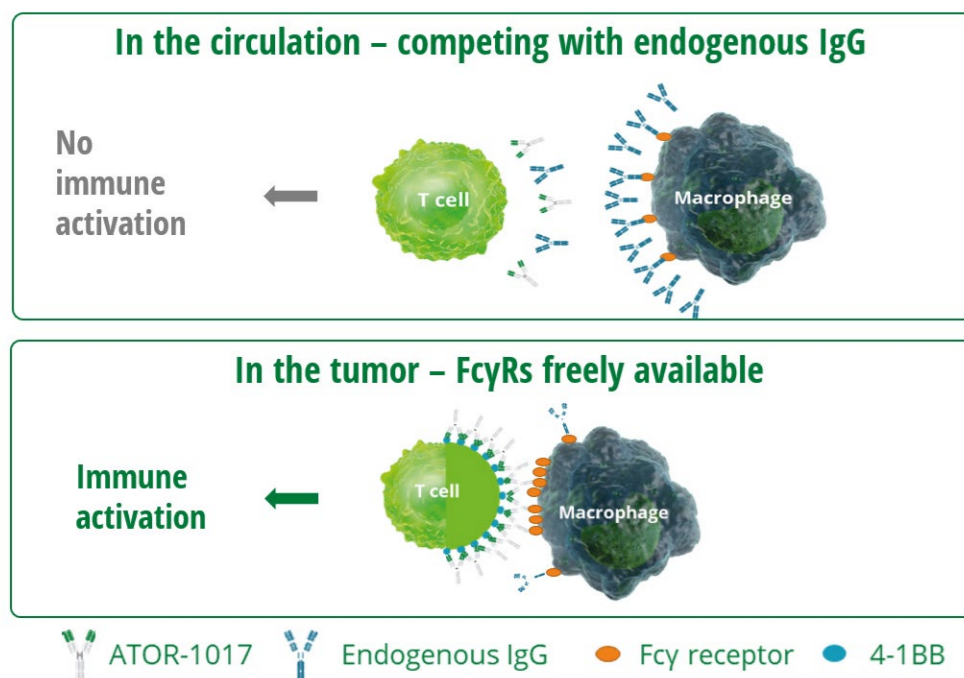 In the circulation – competing with endogenous IgG
No
immune
activation
T cell
Macrophage
In the tumor – FcγRs freely available
Immune
activation
T cell
Macrophage
ATOR-1017
Endogenous IgG
Fcγ receptor
4-1BB